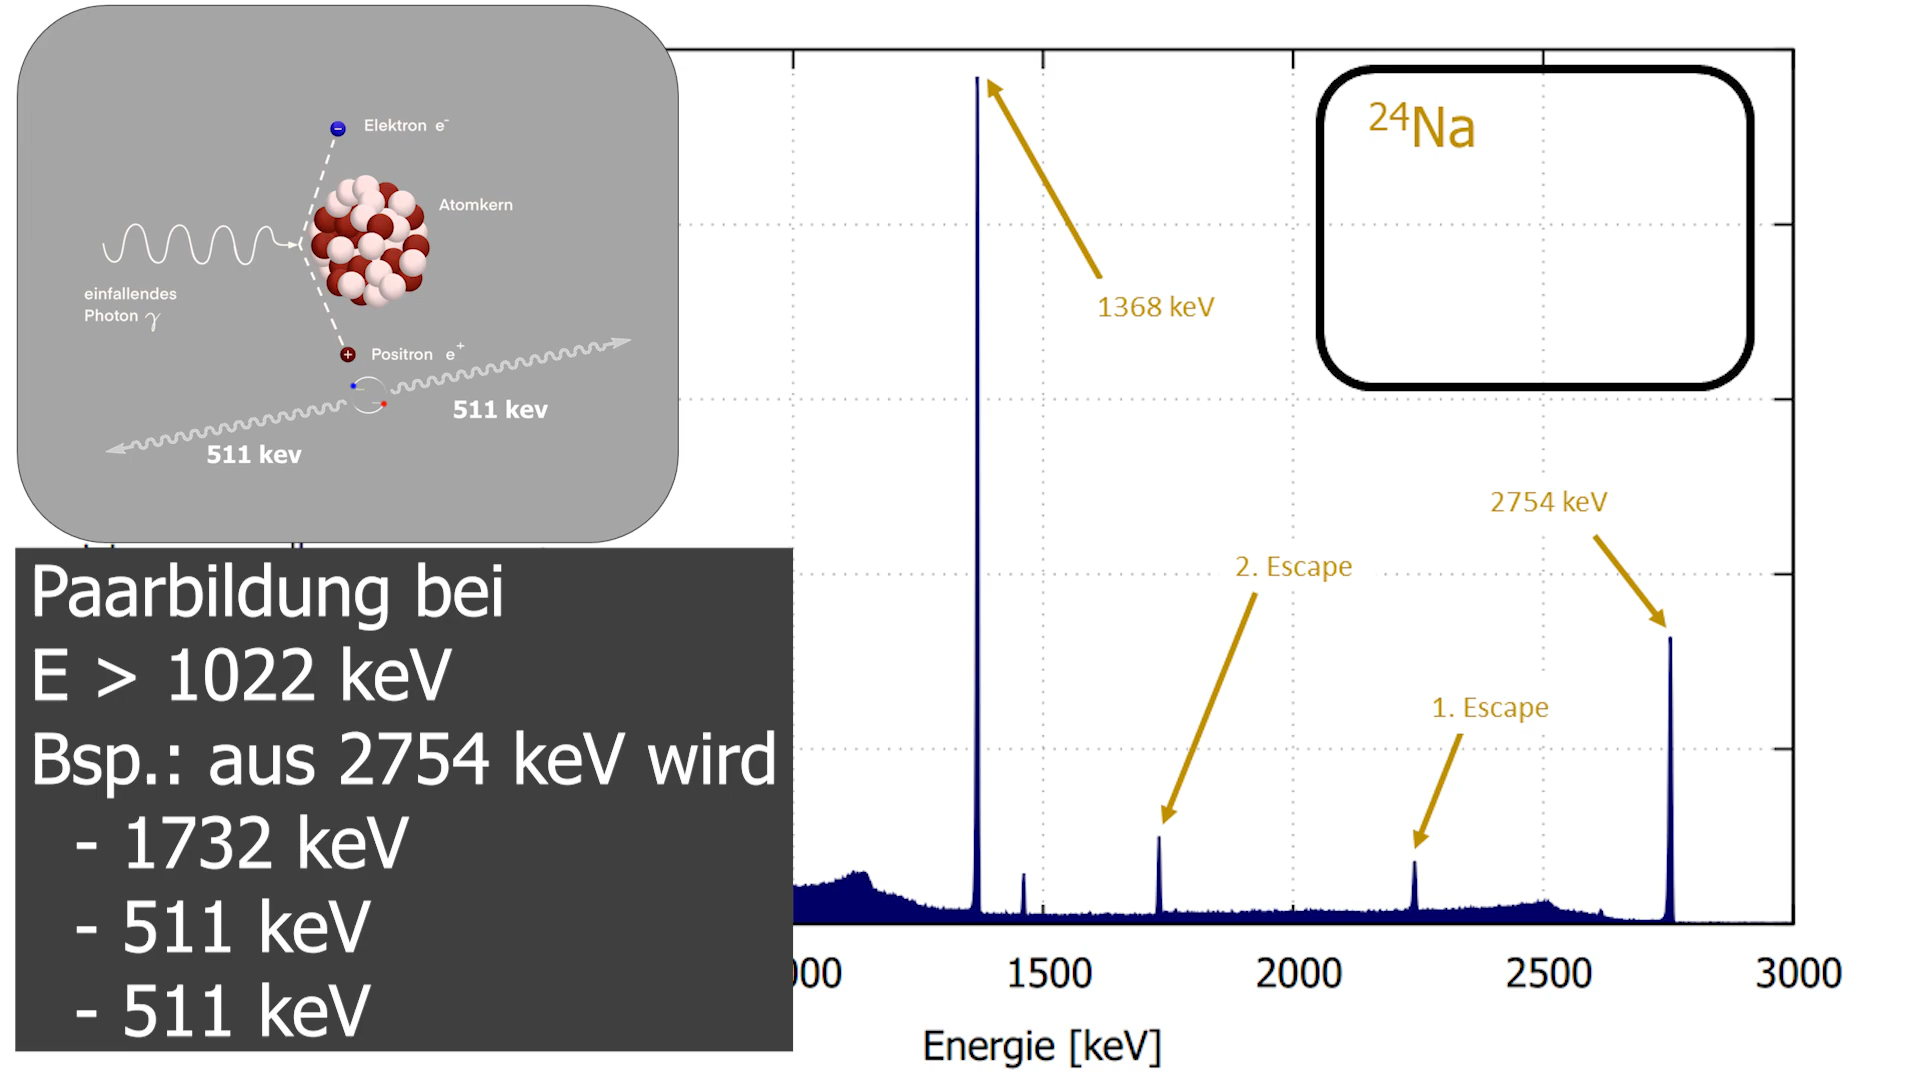 Elektron e⁻
Atomkern
einfallendes
Photon γ
Positron e⁺
511 kev
511 kev
Paarbildung bei
E > 1022 keV
Bsp.: aus 2754 keV wird
- 1732 keV
- 511 keV
- 511 keV
²⁴Na
1368 keV
2754 keV
2. Escape
1. Escape
000 1500 2000 2500 3000
Energie [keV]